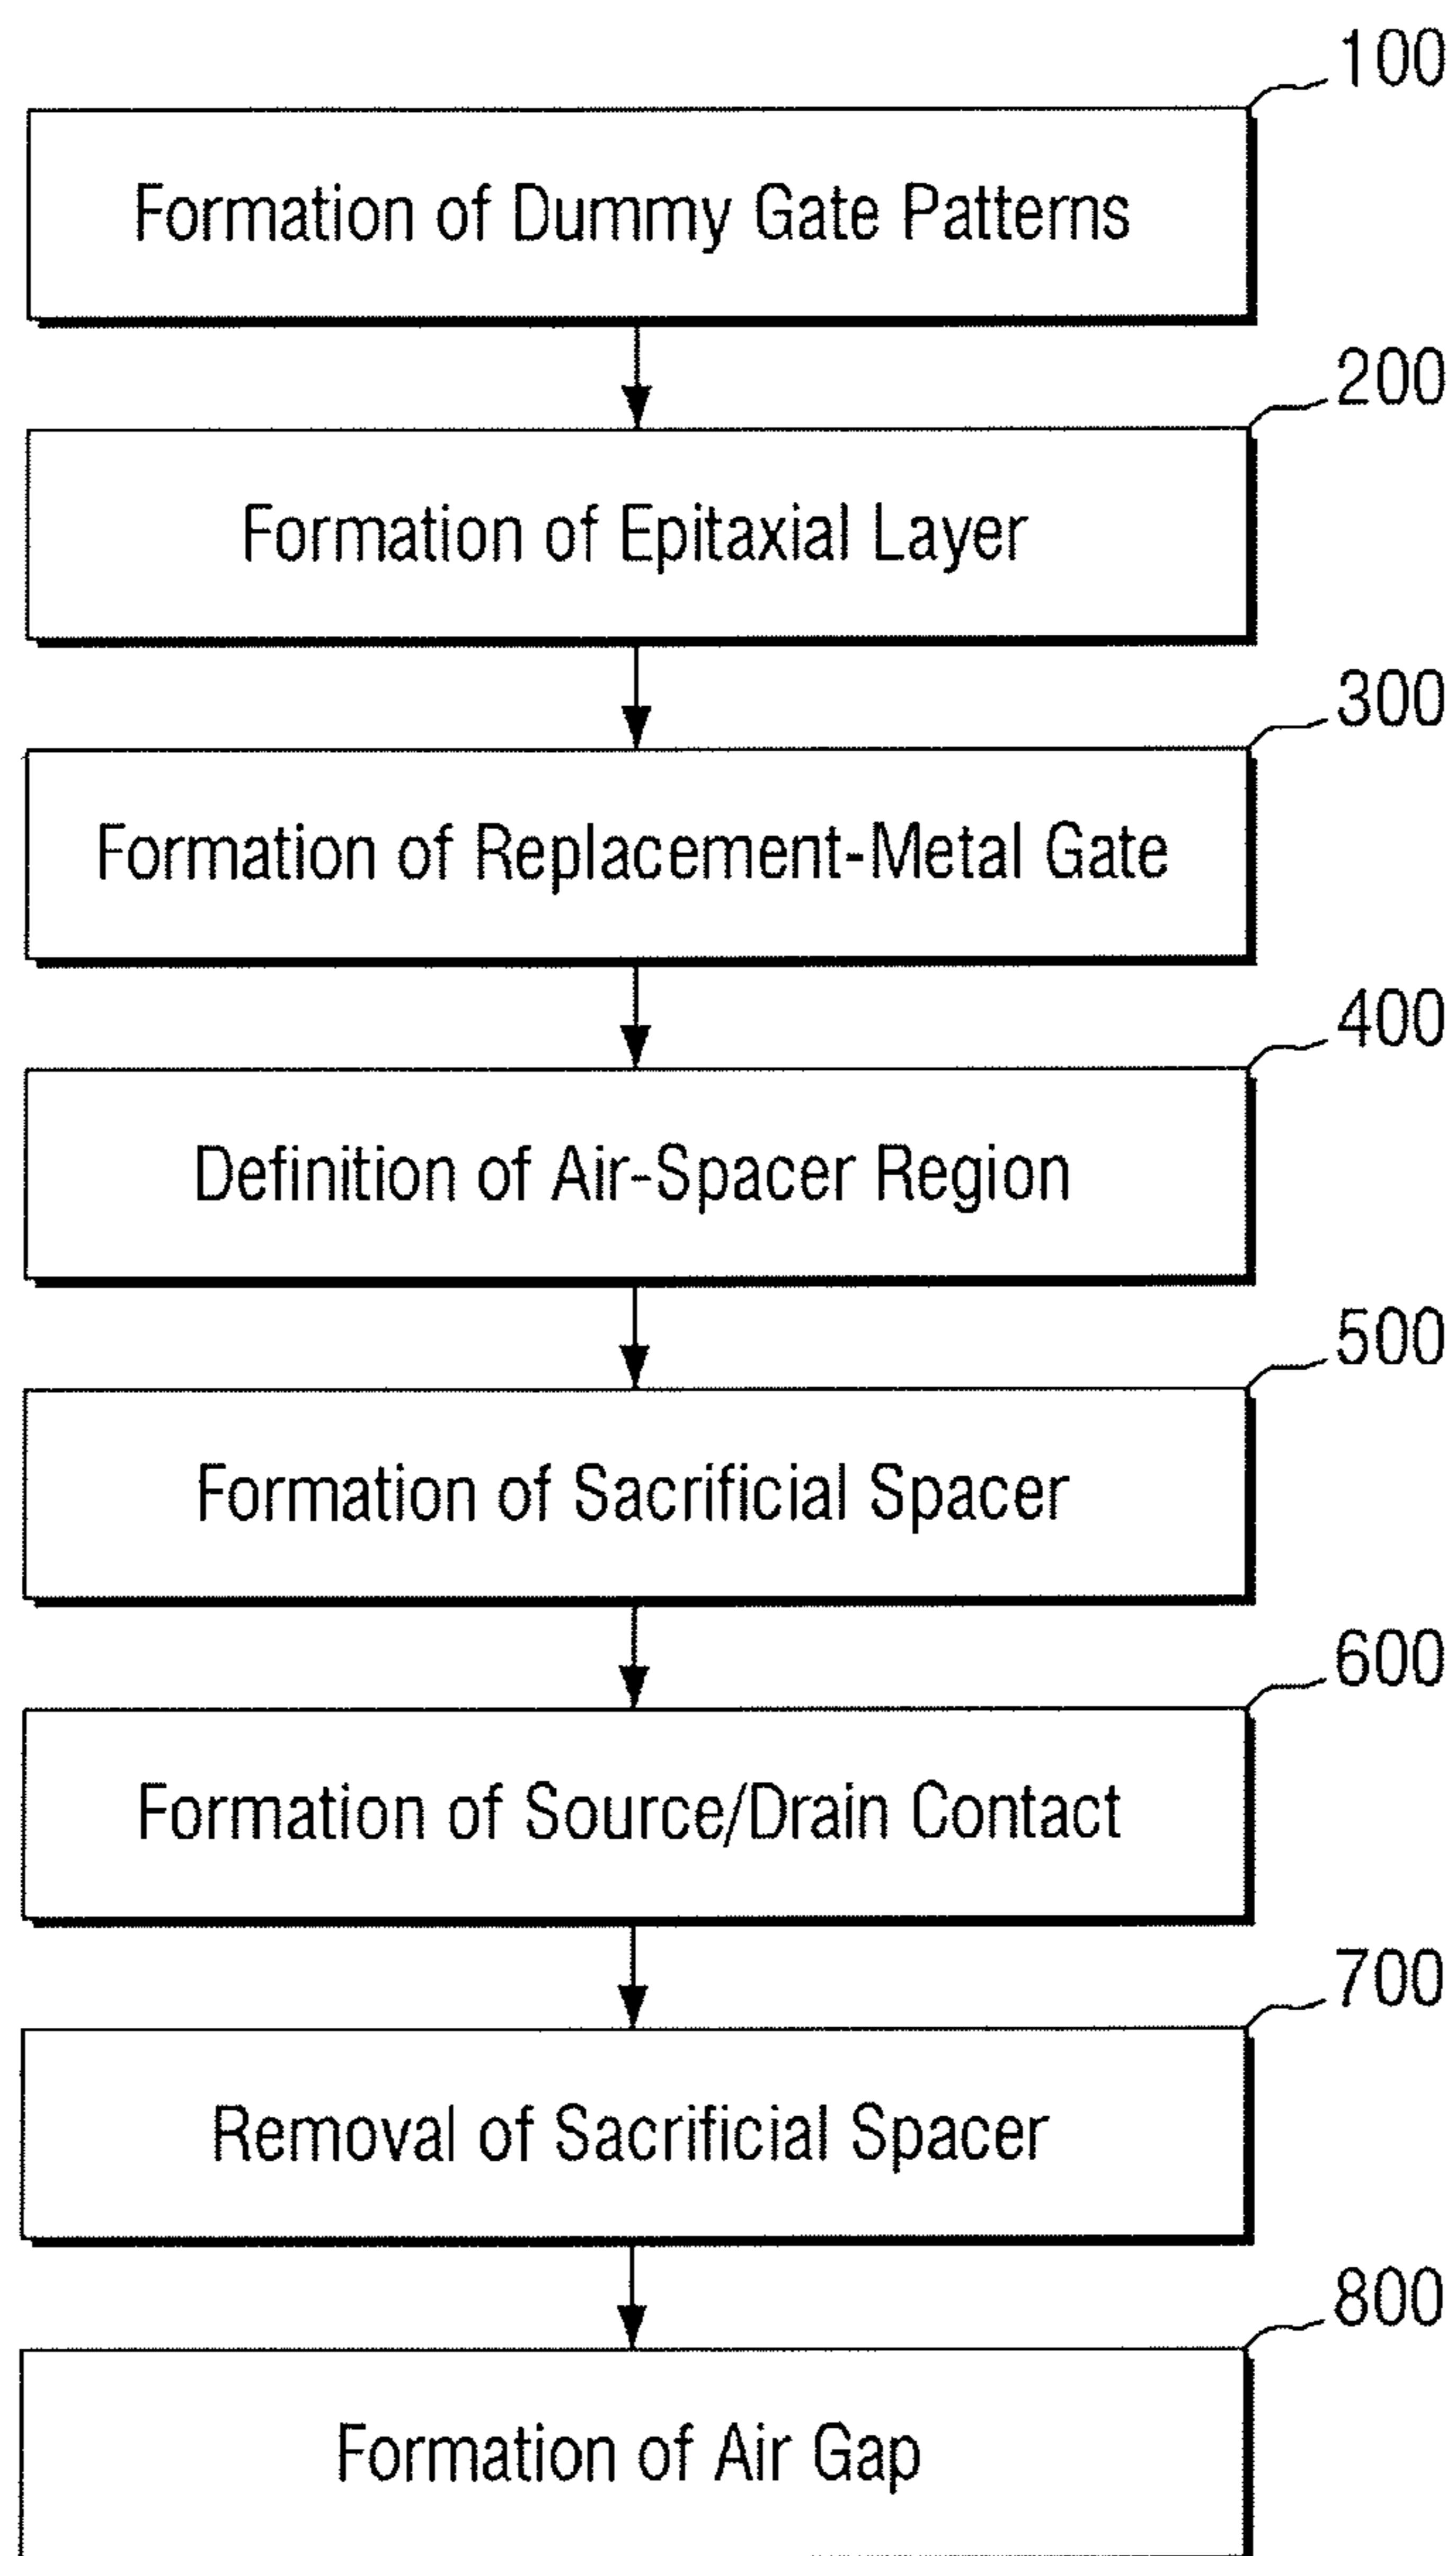 100
Formation of Dummy Gate Patterns
200
Formation of Epitaxial Layer
300
Formation of Replacement-Metal Gate
400
Definition of Air-Spacer Region
500
Formation of Sacrificial Spacer
600
Formation of Source/Drain Contact
700
Removal of Sacrificial Spacer
800
Formation of Air Gap